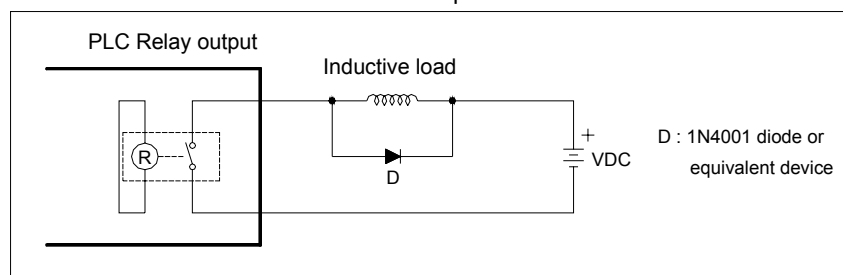 PLC Relay output
Inductive load
R
D
+
VDC
D : 1N4001 diode or
equivalent device